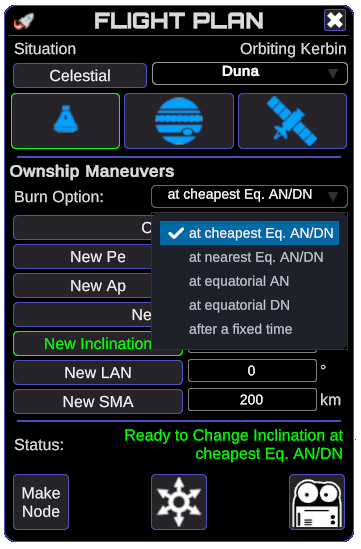 FLIGHT PLAN
Situation Orbiting Kerbin
Celestial Duna
Ownship Maneuvers
Burn Option: at cheapest Eq. AN/DN
C
at cheapest Eq. AN/DN
New Pe at nearest Eq. AN/DN
New Ap at equatorial AN
Ne at equatorial DN
after a fixed time
New Inclination
New LAN 0 °
New SMA 200 km
Status: Ready to Change Inclination at
cheapest Eq. AN/DN
Make
Node